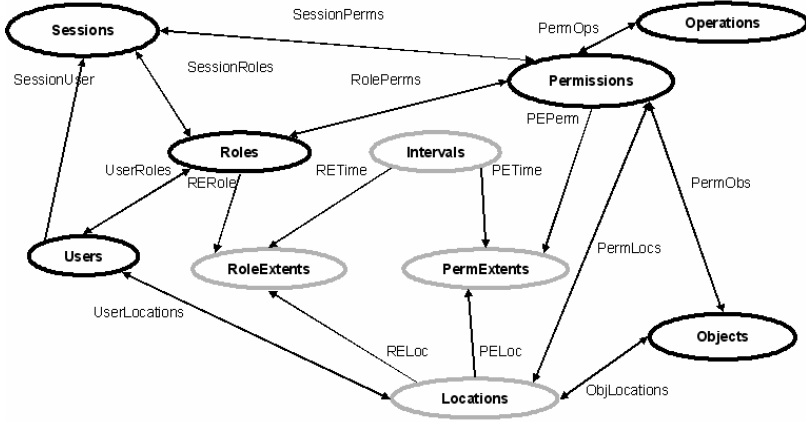 SessionPerms
Sessions
PermOps
Operations
SessionUser
SessionRoles
RolePerms
Permissions
PEPerm
Roles
Intervals
UserRoles
RERole
RETime
PETime
PermObs
Users
RoleExtents
PermExtents
PermLocs
UserLocations
Objects
RELoc
PELoc
Locations
ObjLocations